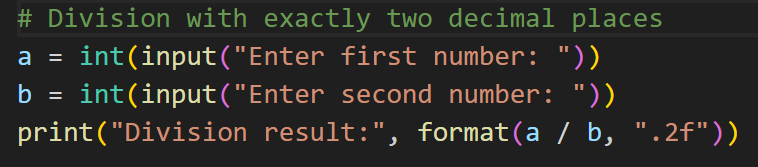 # Division with exactly two decimal places
a = int(input("Enter first number: "))
b = int(input("Enter second number: "))
print("Division result:", format(a / b, ".2f"))